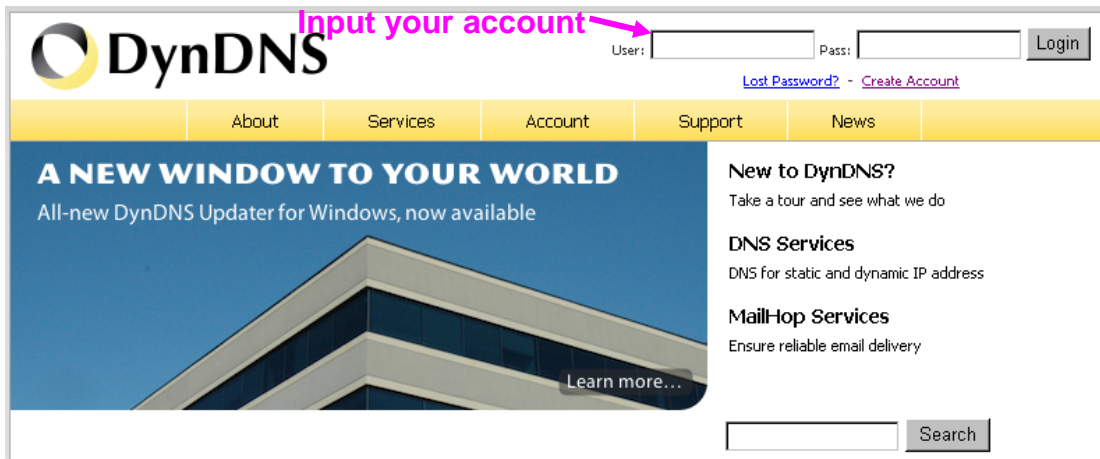 Input your account
DynDNS
User: Pass: Login
Lost Password? - Create Account
About Services Account Support News
A NEW WINDOW TO YOUR WORLD
All-new DynDNS Updater for Windows, now available
Learn more...
New to DynDNS?
Take a tour and see what we do
DNS Services
DNS for static and dynamic IP address
MailHop Services
Ensure reliable email delivery
Search